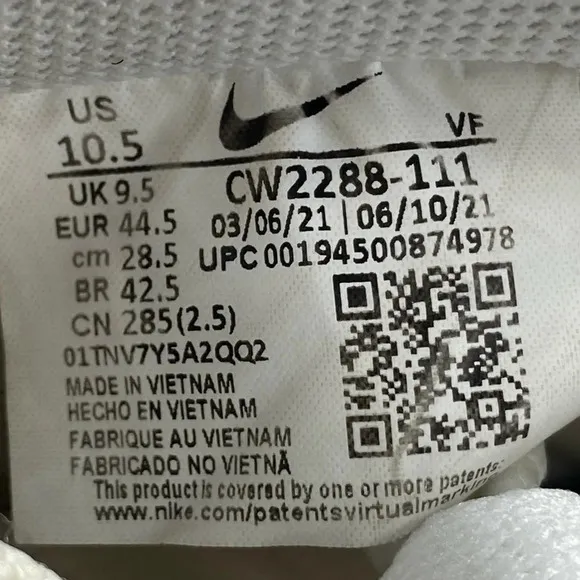 US
10.5
VF
UK 9.5
CW2288-111
EUR 44.5
03/06/21 | 06/10/21
cm 28.5
UPC 00194500874978
BR 42.5
CN 285(2.5)
01TNV7Y5A2QQ2
MADE IN VIETNAM
HECHO EN VIETNAM
FABRIQUE AU VIETNAM
FABRICADO NO VIETNÃ
This product is covered by one or more patents:
www.nike.com/patentsvirtualmarking